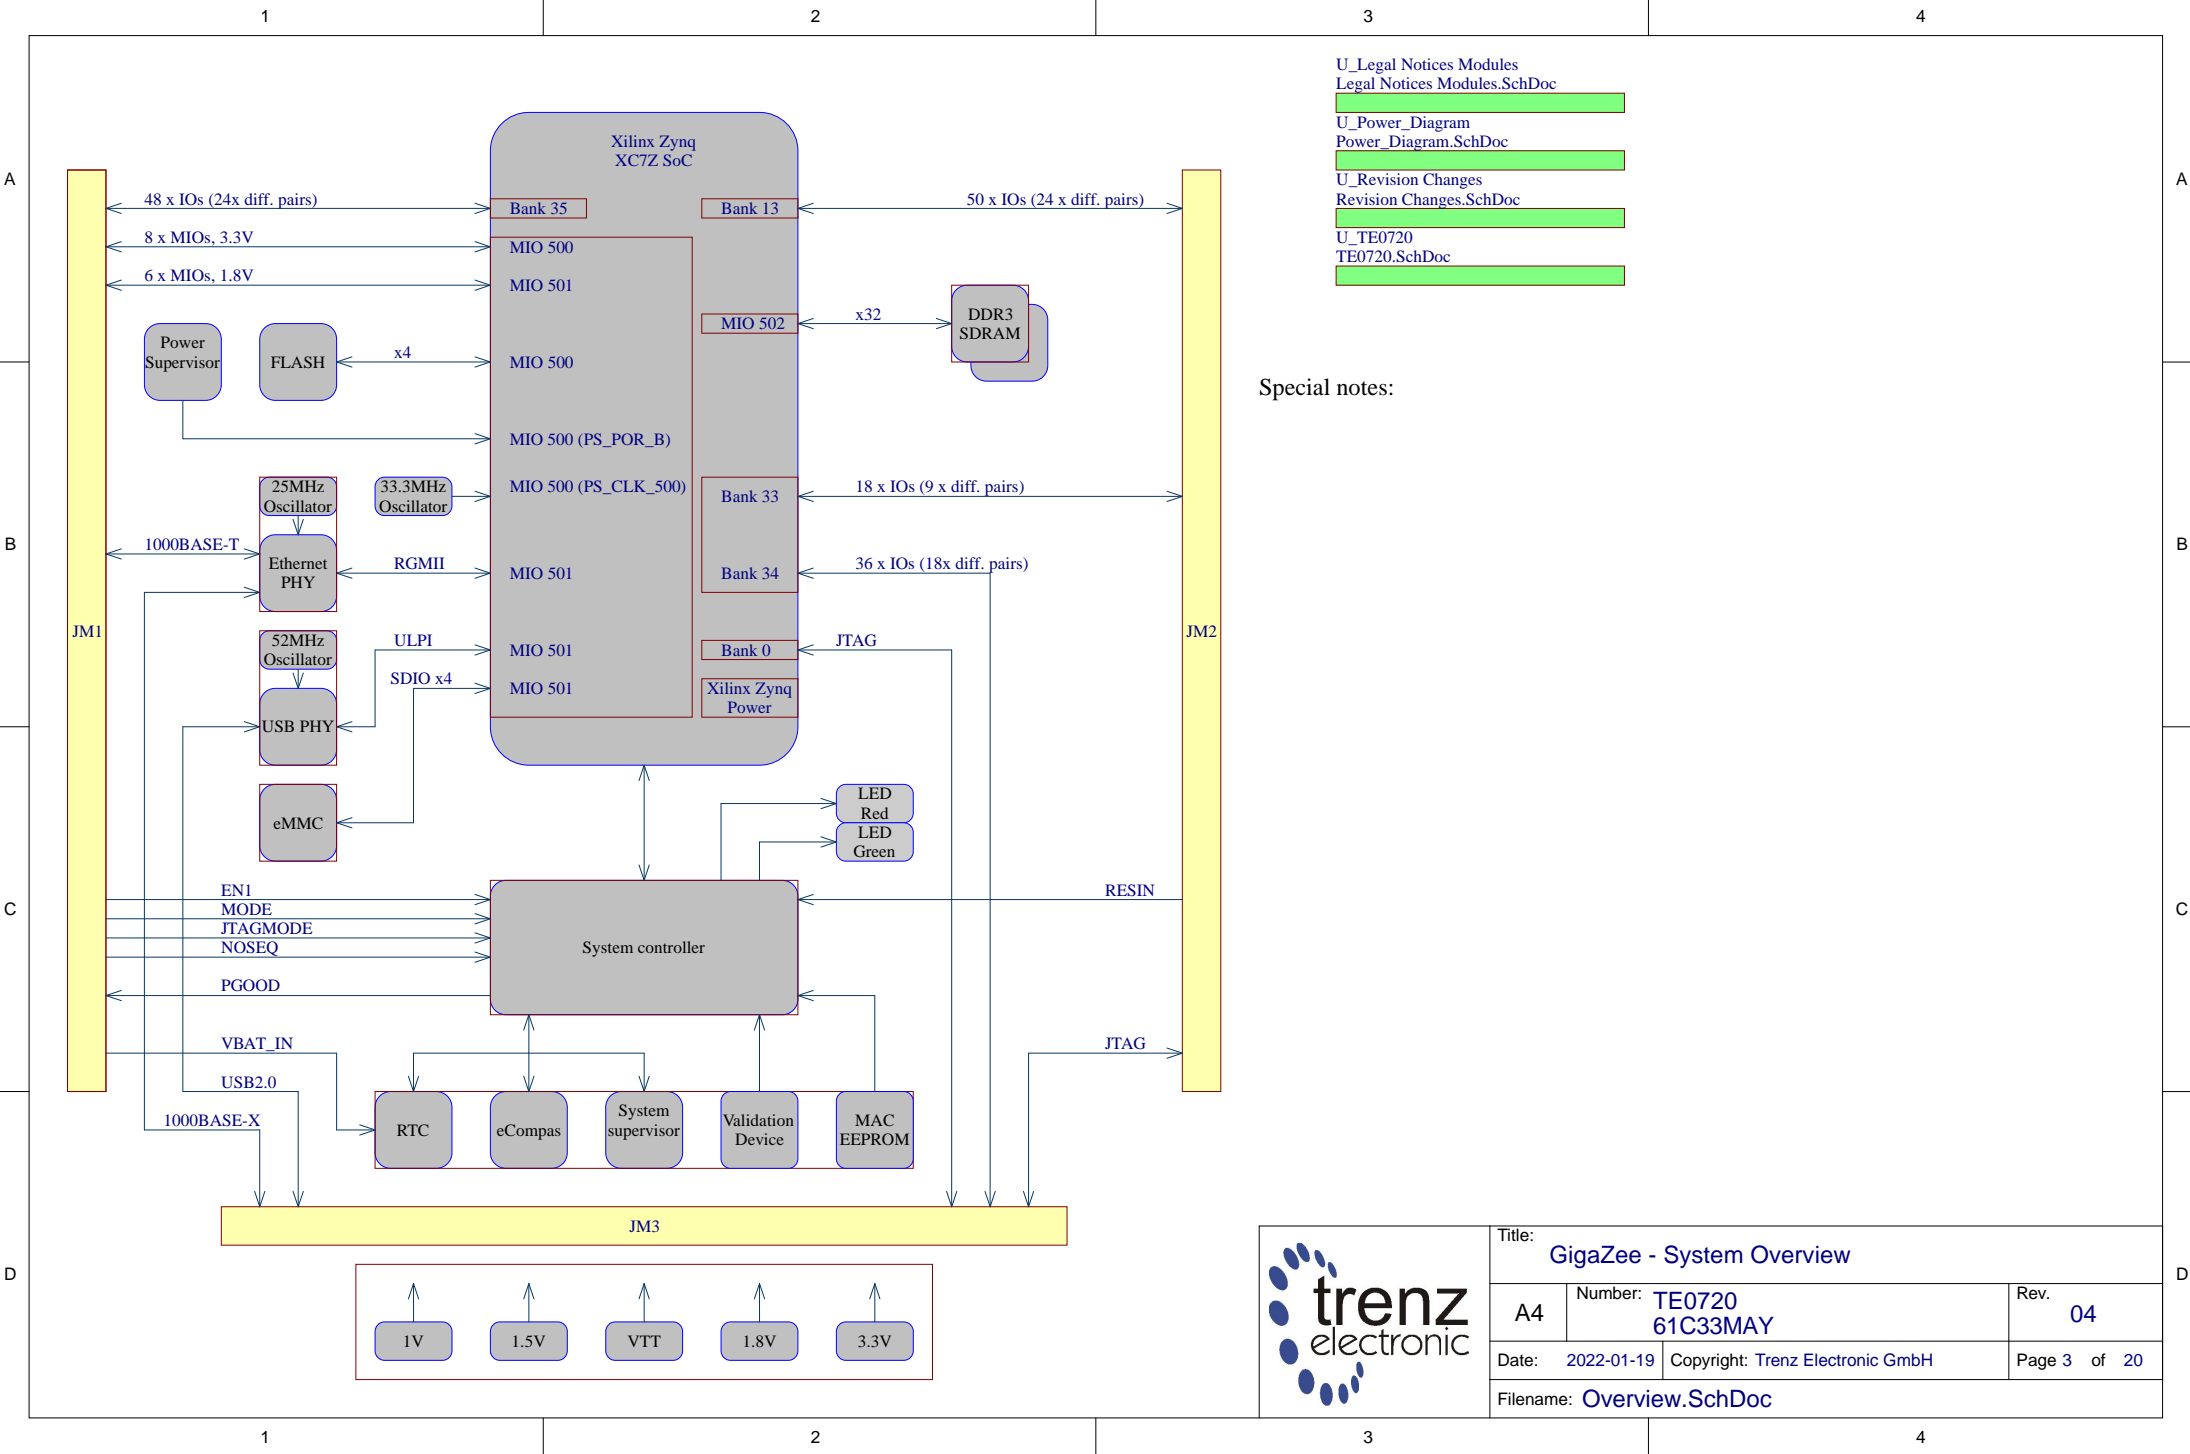 1
2
3
4
A
A
B
B
C
C
D
D
U_Legal Notices Modules
Legal Notices Modules.SchDoc
U_Power_Diagram
Power_Diagram.SchDoc
U_Revision Changes
Revision Changes.SchDoc
U_TE0720
TE0720.SchDoc
Special notes:
Xilinx Zynq
XC7Z SoC
48 x IOs (24x diff. pairs)
Bank 35
Bank 13
50 x IOs (24 x diff. pairs)
8 x MIOs, 3.3V
MIO 500
6 x MIOs, 1.8V
MIO 501
MIO 502
x32
DDR3
SDRAM
Power
Supervisor
FLASH
x4
MIO 500
MIO 500 (PS_POR_B)
25MHz
Oscillator
33.3MHz
Oscillator
MIO 500 (PS_CLK_500)
Bank 33
18 x IOs (9 x diff. pairs)
1000BASE-T
Ethernet
PHY
RGMII
MIO 501
Bank 34
36 x IOs (18x diff. pairs)
JM1
JM2
52MHz
Oscillator
ULPI
MIO 501
Bank 0
JTAG
SDIO x4
MIO 501
Xilinx Zynq
Power
USB PHY
eMMC
LED
Red
LED
Green
EN1
MODE
JTAGMODE
NOSEQ
PGOOD
System controller
RESIN
VBAT_IN
JTAG
USB2.0
1000BASE-X
RTC
eCompas
System
supervisor
Validation
Device
MAC
EEPROM
JM3
1V
1.5V
VTT
1.8V
3.3V
trenz
electronic
Title:
GigaZee - System Overview
A4
Number: TE0720
61C33MAY
Rev.
04
Date: 2022-01-19
Copyright: Trenz Electronic GmbH
Page 3 of 20
Filename: Overview.SchDoc
1
2
3
4